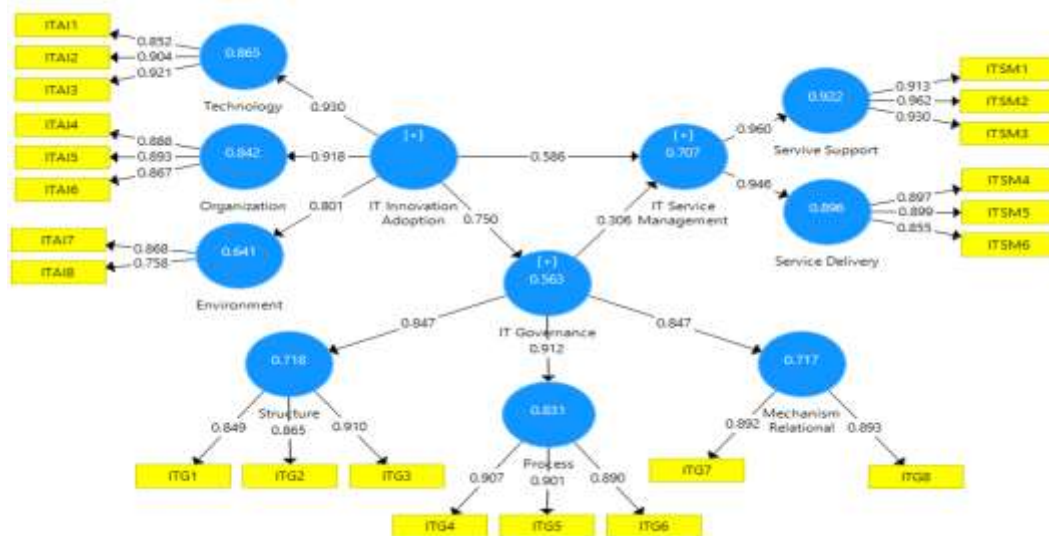 ITAI1
0.852
0.865
ITAI2
0.904
0.921
ITAI3
Technology
0.930
ITAI4
0.888
ITAI5
0.893
0.842
0.867
ITAI6
Organization
0.918
[+]
IT Innovation
Adoption
0.801
ITAI7
0.868
0.758
ITAI8
0.641
Environment
0.586
0.750
[+]
0.707
IT Service
Management
0.306
0.960
0.946
0.922
Servive Support
0.913
ITSM1
0.962
ITSM2
0.930
ITSM3
0.896
Service Delivery
0.897
ITSM4
0.899
ITSM5
0.855
ITSM6
[+]
0.563
IT Governance
0.847
0.912
0.847
0.718
Structure
0.849
0.865
0.910
ITG1
ITG2
ITG3
0.831
Process
0.907
0.901
0.890
ITG4
ITG5
ITG6
0.717
Mechanism
Relational
0.892
0.893
ITG7
ITG8